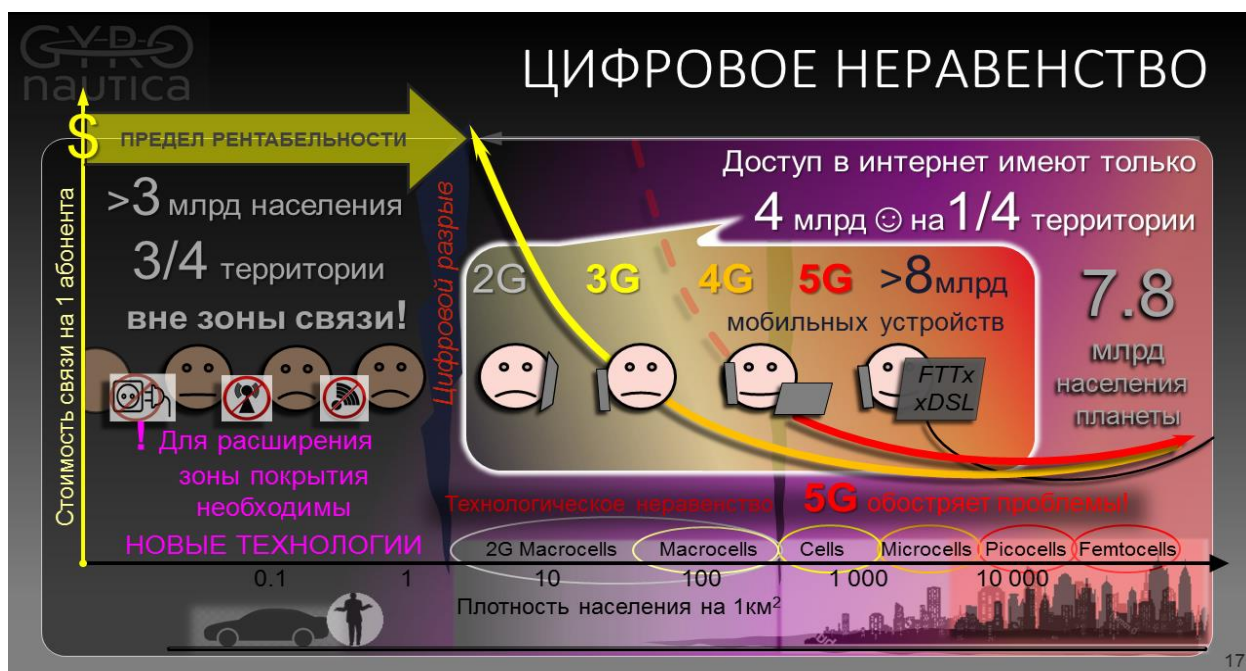 GYRO
nautica
ЦИФРОВОЕ НЕРАВЕНСТВО
$
ПРЕДЕЛ РЕНТАБЕЛЬНОСТИ
Стоимость связи на 1 абонента
>3 млрд населения
3/4 территории
вне зоны связи!
! Для расширения
зоны покрытия
необходимы
НОВЫЕ ТЕХНОЛОГИИ
Цифровой разрыв
Доступ в интернет имеют только
4 млрд ☺ на 1/4 территории
2G 3G 4G 5G >8 млрд
мобильных устройств
FTTx
xDSL
7.8
млрд
населения
планеты
Технологическое неравенство 5G обостряет проблемы!
2G Macrocells Macrocells Cells Microcells Picocells Femtocells
0.1 1 10 100 1 000 10 000
Плотность населения на 1км²
17